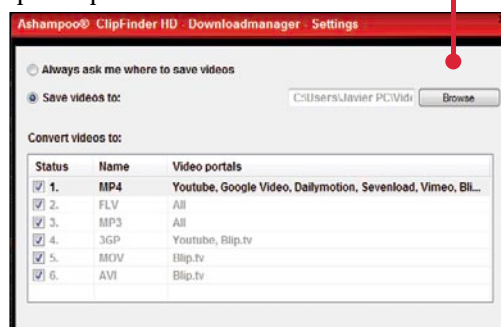 Ashampoo® ClipFinder HD - Downloadmanager - Settings
Always ask me where to save videos
Save videos to: C:\Users\Javier PC\Vide Browse
Convert videos to:
Status Name Video portals
1. MP4 Youtube, Google Video, Dailymotion, Sevenload, Vimeo, Bli...
2. FLV All
3. MP3 All
4. 3GP Youtube, Blip.tv
5. MOV Blip.tv
6. AVI Blip.tv